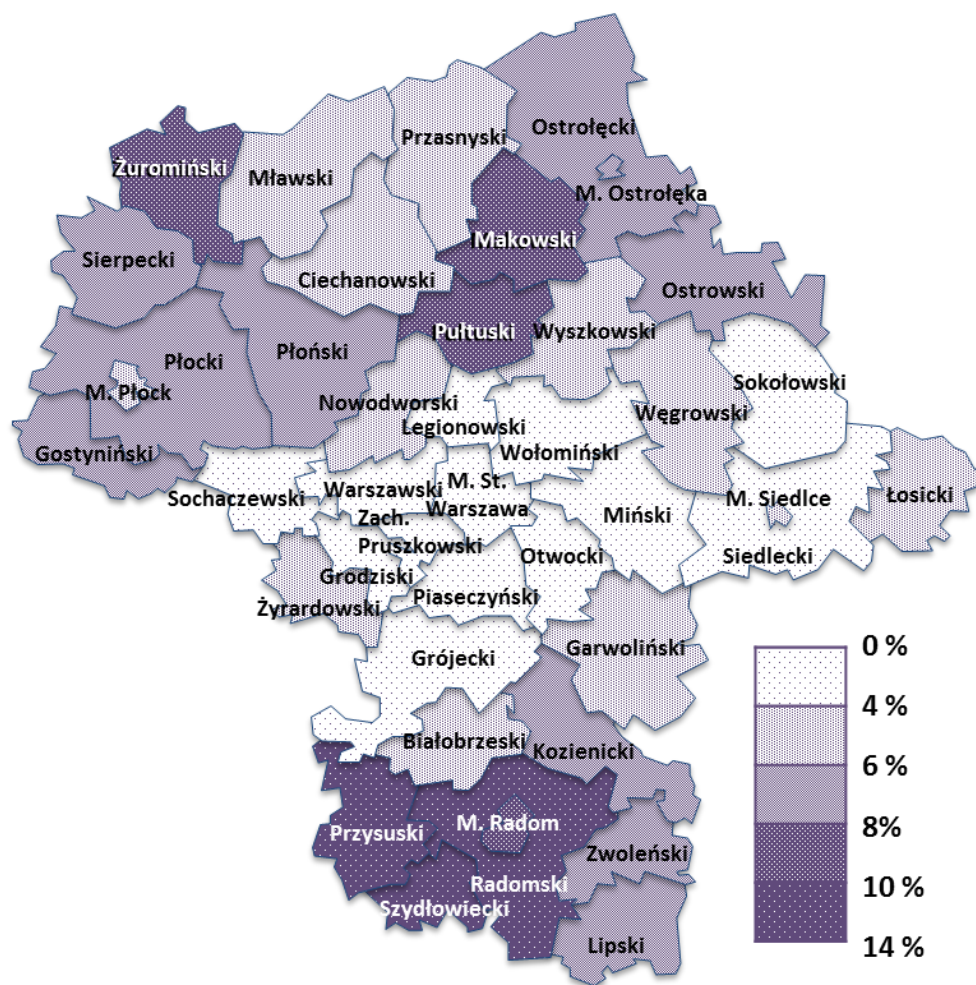 Ostrołęcki
Przasnyski
Żuromiński
Mławski
M. Ostrołęka
Makowski
Sierpecki
Ciechanowski
Ostrowski
Pułtuski
Wyszkowski
Płoński
Płocki
Sokołowski
M. Płock
Nowodworski
Węgrowski
Legionowski
Gostyniński
Wołomiński
M. St.
Warszawa
Warszawski
Zach.
Sochaczewski
M. Siedlce
Łosicki
Miński
Pruszkowski
Otwocki
Siedlecki
Grodziski
Piaseczyński
Żyrardowski
Garwoliński
Grójecki
Białobrzeski
Kozienicki
M. Radom
Przysuski
Zwoleński
Radomski
Szydłowiecki
Lipski
0 %
4 %
6 %
8%
10 %
14 %